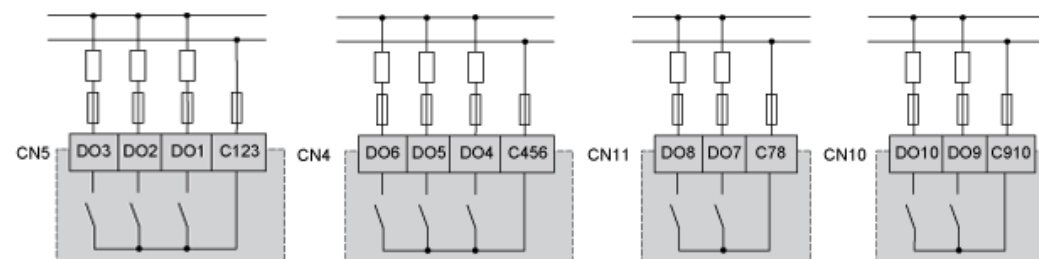 CN5 DO3 DO2 DO1 C123
CN4 DO6 DO5 DO4 C456
CN11 DO8 DO7 C78
CN10 DO10 DO9 C910